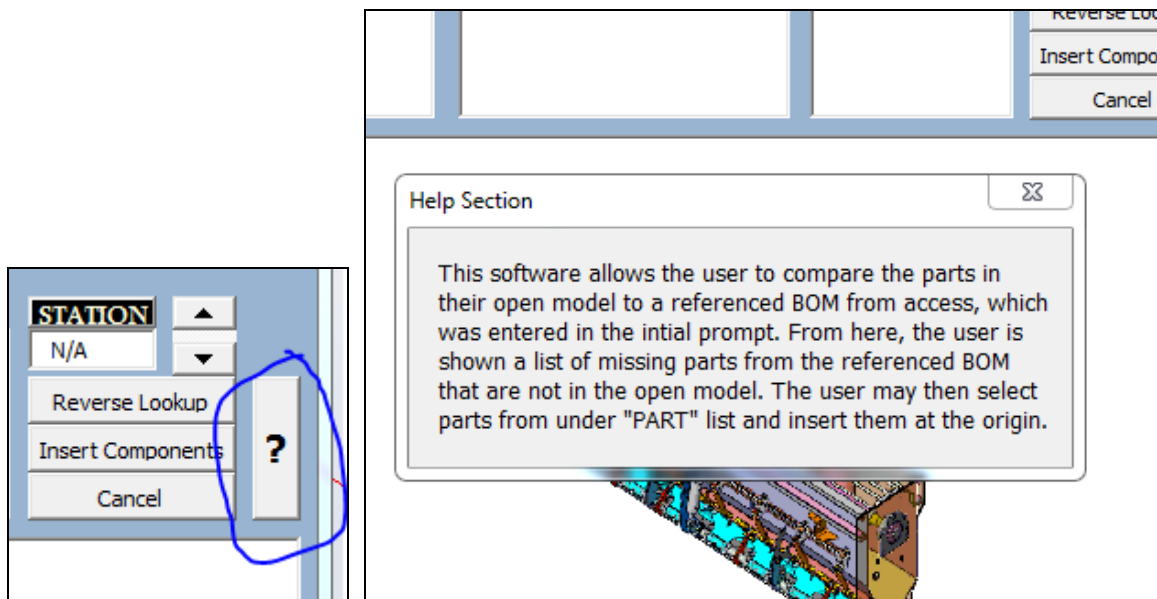 STATION
N/A
Reverse Lookup
Insert Components
Cancel
?
Insert
Cancel
Help Section
This software allows the user to compare the parts in
their open model to a referenced BOM from access, which
was entered in the intial prompt. From here, the user is
shown a list of missing parts from the referenced BOM
that are not in the open model. The user may then select
parts from under "PART" list and insert them at the origin.